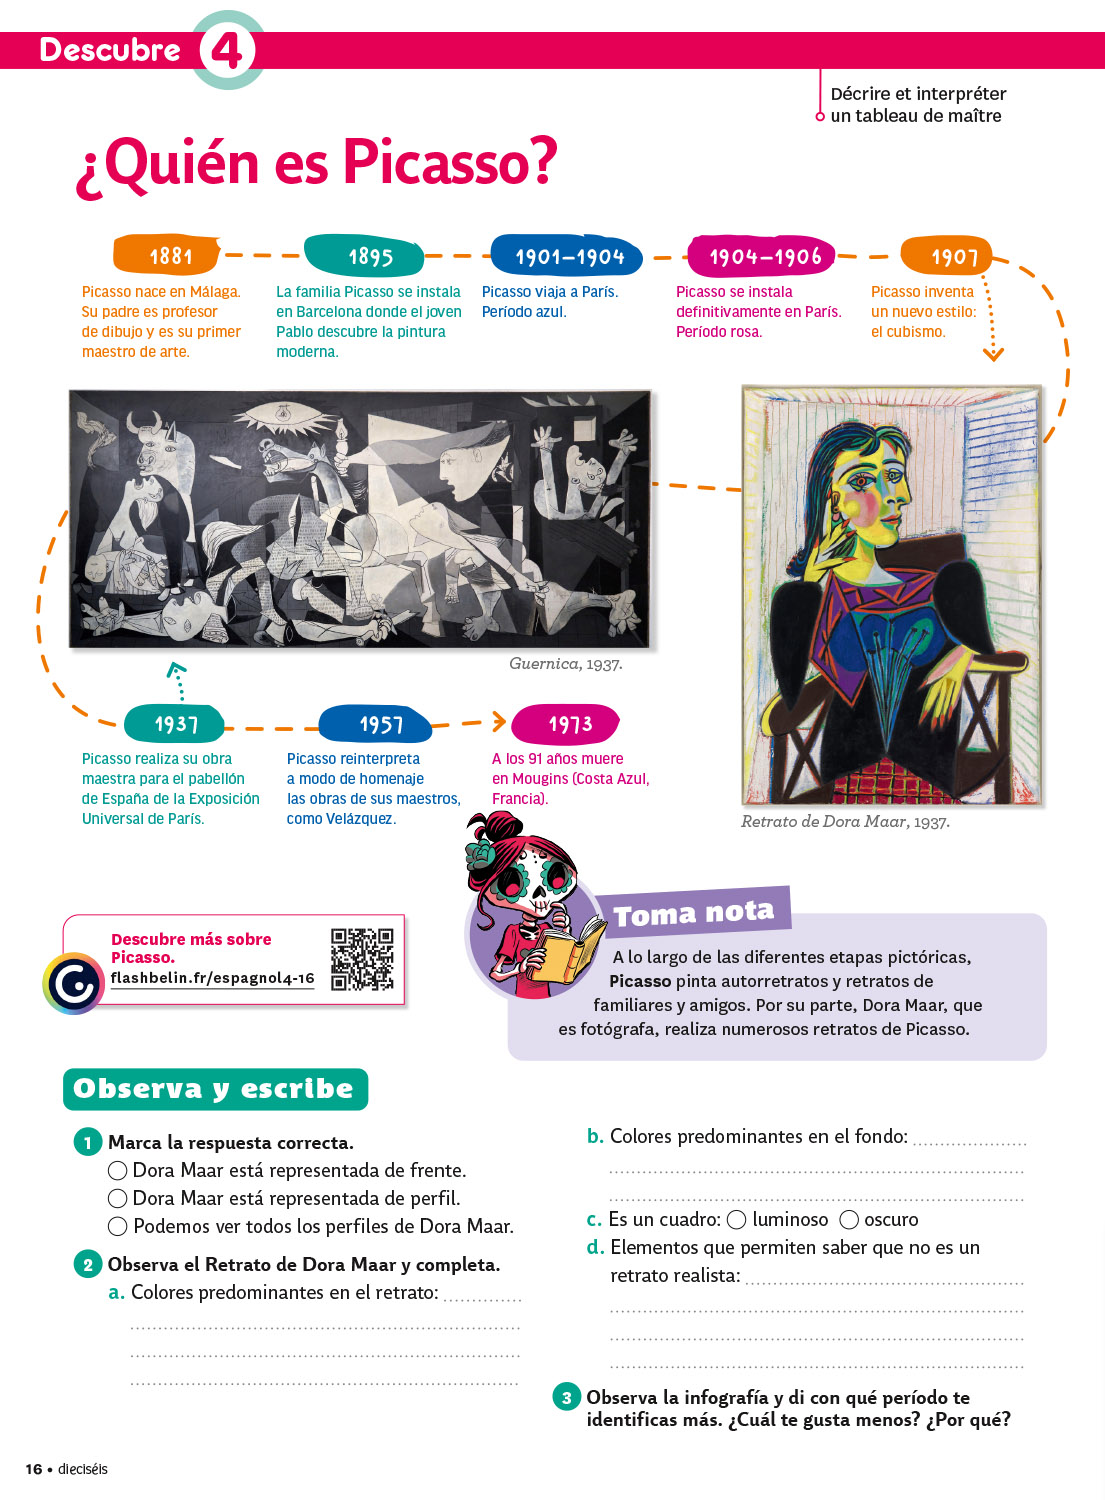 Descubre 4
Décrire et interpréter
un tableau de maître
¿Quién es Picasso?
1881
Picasso nace en Málaga.
Su padre es profesor
de dibujo y es su primer
maestro de arte.
1895
La familia Picasso se instala
en Barcelona donde el joven
Pablo descubre la pintura
moderna.
1901–1904
Picasso viaja a París.
Período azul.
1904–1906
Picasso se instala
definitivamente en París.
Período rosa.
1907
Picasso inventa
un nuevo estilo:
el cubismo.
Guernica, 1937.
Retrato de Dora Maar, 1937.
1937
Picasso realiza su obra
maestra para el pabellón
de España de la Exposición
Universal de París.
1957
Picasso reinterpreta
a modo de homenaje
las obras de sus maestros,
como Velázquez.
1973
A los 91 años muere
en Mougins (Costa Azul,
Francia).
Descubre más sobre
Picasso.
flashbelin.fr/espagnol4-16
Toma nota
A lo largo de las diferentes etapas pictóricas,
Picasso pinta autorretratos y retratos de
familiares y amigos. Por su parte, Dora Maar, que
es fotógrafa, realiza numerosos retratos de Picasso.
Observa y escribe
1 Marca la respuesta correcta.
Dora Maar está representada de frente.
Dora Maar está representada de perfil.
Podemos ver todos los perfiles de Dora Maar.
2 Observa el Retrato de Dora Maar y completa.
a. Colores predominantes en el retrato:
b. Colores predominantes en el fondo:
c. Es un cuadro: luminoso oscuro
d. Elementos que permiten saber que no es un
retrato realista:
3 Observa la infografía y di con qué período te
identificas más. ¿Cuál te gusta menos? ¿Por qué?
16 • dieciséis